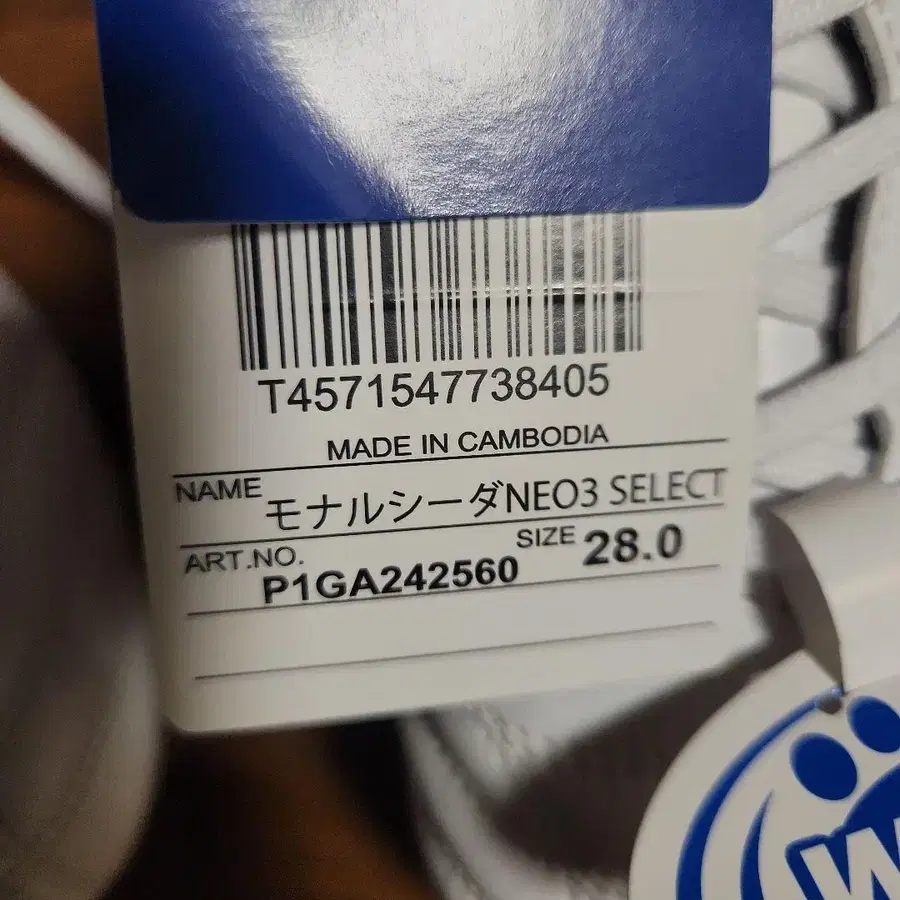 T4571547738405
MADE IN CAMBODIA
NAME
モナルシーダNEO3 SELECT
ART.NO. P1GA242560
SIZE 28.0
W